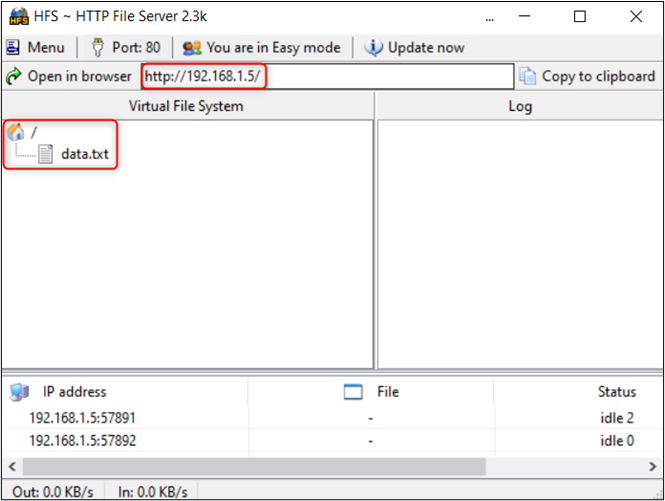 HFS ~ HTTP File Server 2.3k ...
Menu Port: 80 You are in Easy mode Update now
Open in browser http://192.168.1.5/ Copy to clipboard
Virtual File System Log
/
data.txt
IP address File Status
192.168.1.5:57891 - idle 2
192.168.1.5:57892 - idle 0
Out: 0.0 KB/s In: 0.0 KB/s